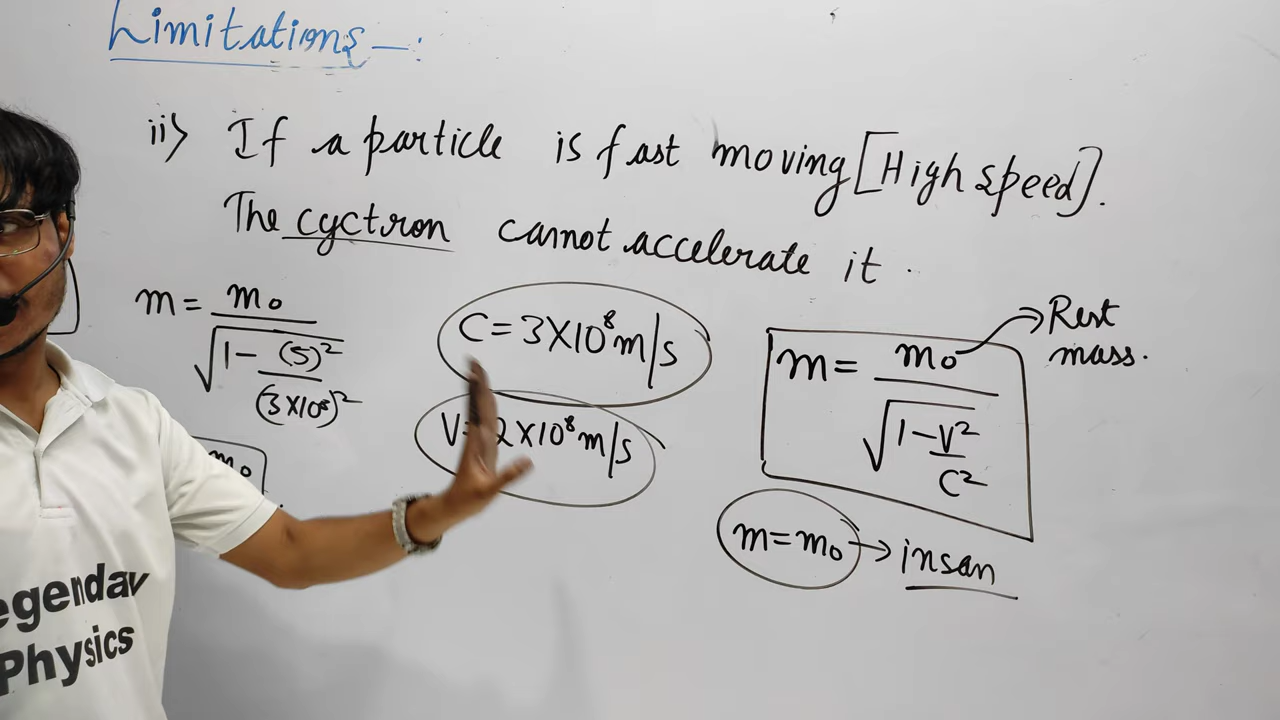 Limitations-:
ii) If a particle is fast moving [High speed].
The cyctron cannot accelerate it.
m = m₀ / √(1 - (5)² / (3×10⁸)²)
C = 3×10⁸ m/s
V = 2×10⁸ m/s
m = m₀ / √(1 - V² / C²)
Rest
mass.
m₀
m = m₀ → insan
Physics